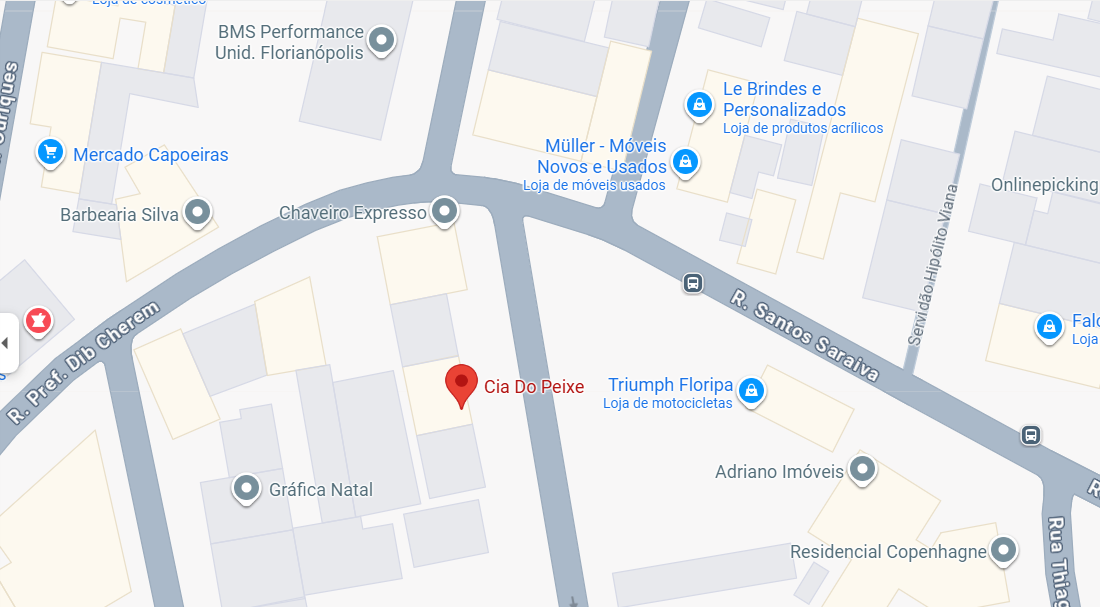 Loja de cosmético
BMS Performance
Unid. Florianópolis
Ouriques
Mercado Capoeiras
Barbearia Silva
Chaveiro Expresso
Le Brindes e
Personalizados
Loja de produtos acrílicos
Müller - Móveis
Novos e Usados
Loja de móveis usados
Onlinepicking
Servidão Hipólito Viana
R. Pref. Dib Cherem
R. Santos Saraiva
Loja
Cia Do Peixe
Triumph Floripa
Loja de motocicletas
Adriano Imóveis
Gráfica Natal
R
Residencial Copenhagne
Rua Thiag